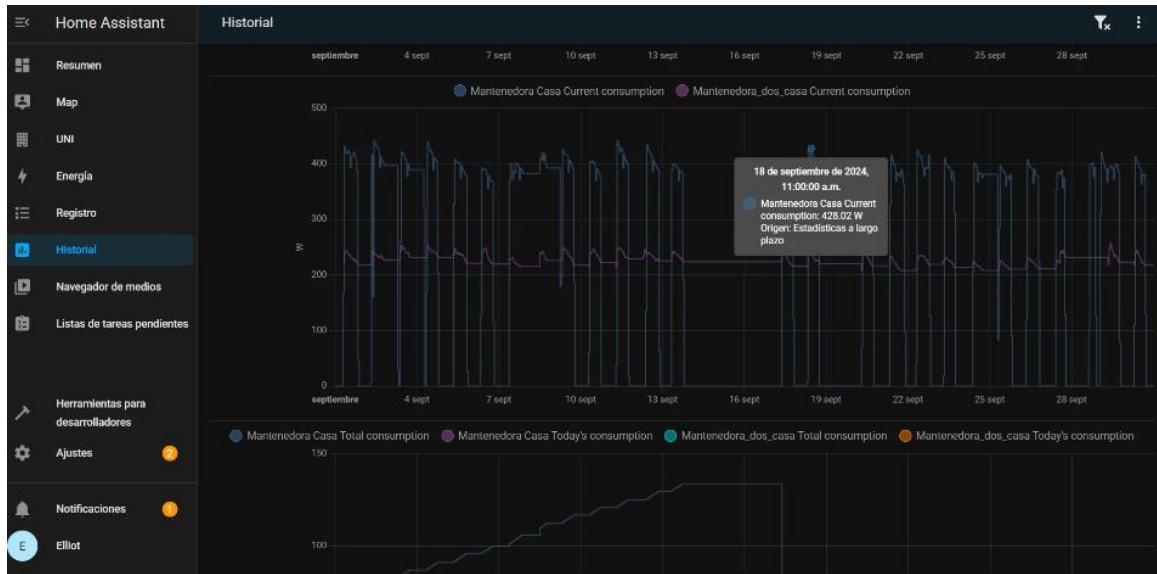 Home Assistant
Historial
Resumen
Map
UNI
Energía
Registro
Historial
Navegador de medios
Listas de tareas pendientes
Herramientas para
desarrolladores
Ajustes
2
Notificaciones
1
E
Elliot
septiembre 4 sept 7 sept 10 sept 13 sept 16 sept 19 sept 22 sept 25 sept 28 sept
Mantenedora Casa Current consumption Mantenedora_dos_casa Current consumption
500
400
300
W
200
100
0
18 de septiembre de 2024,
11:00:00 a.m.
Mantenedora Casa Current
consumption: 428.02 W
Origen: Estadísticas a largo
plazo
septiembre 4 sept 7 sept 10 sept 13 sept 16 sept 19 sept 22 sept 25 sept 28 sept
Mantenedora Casa Total consumption Mantenedora Casa Today's consumption Mantenedora_dos_casa Total consumption Mantenedora_dos_casa Today's consumption
150
100